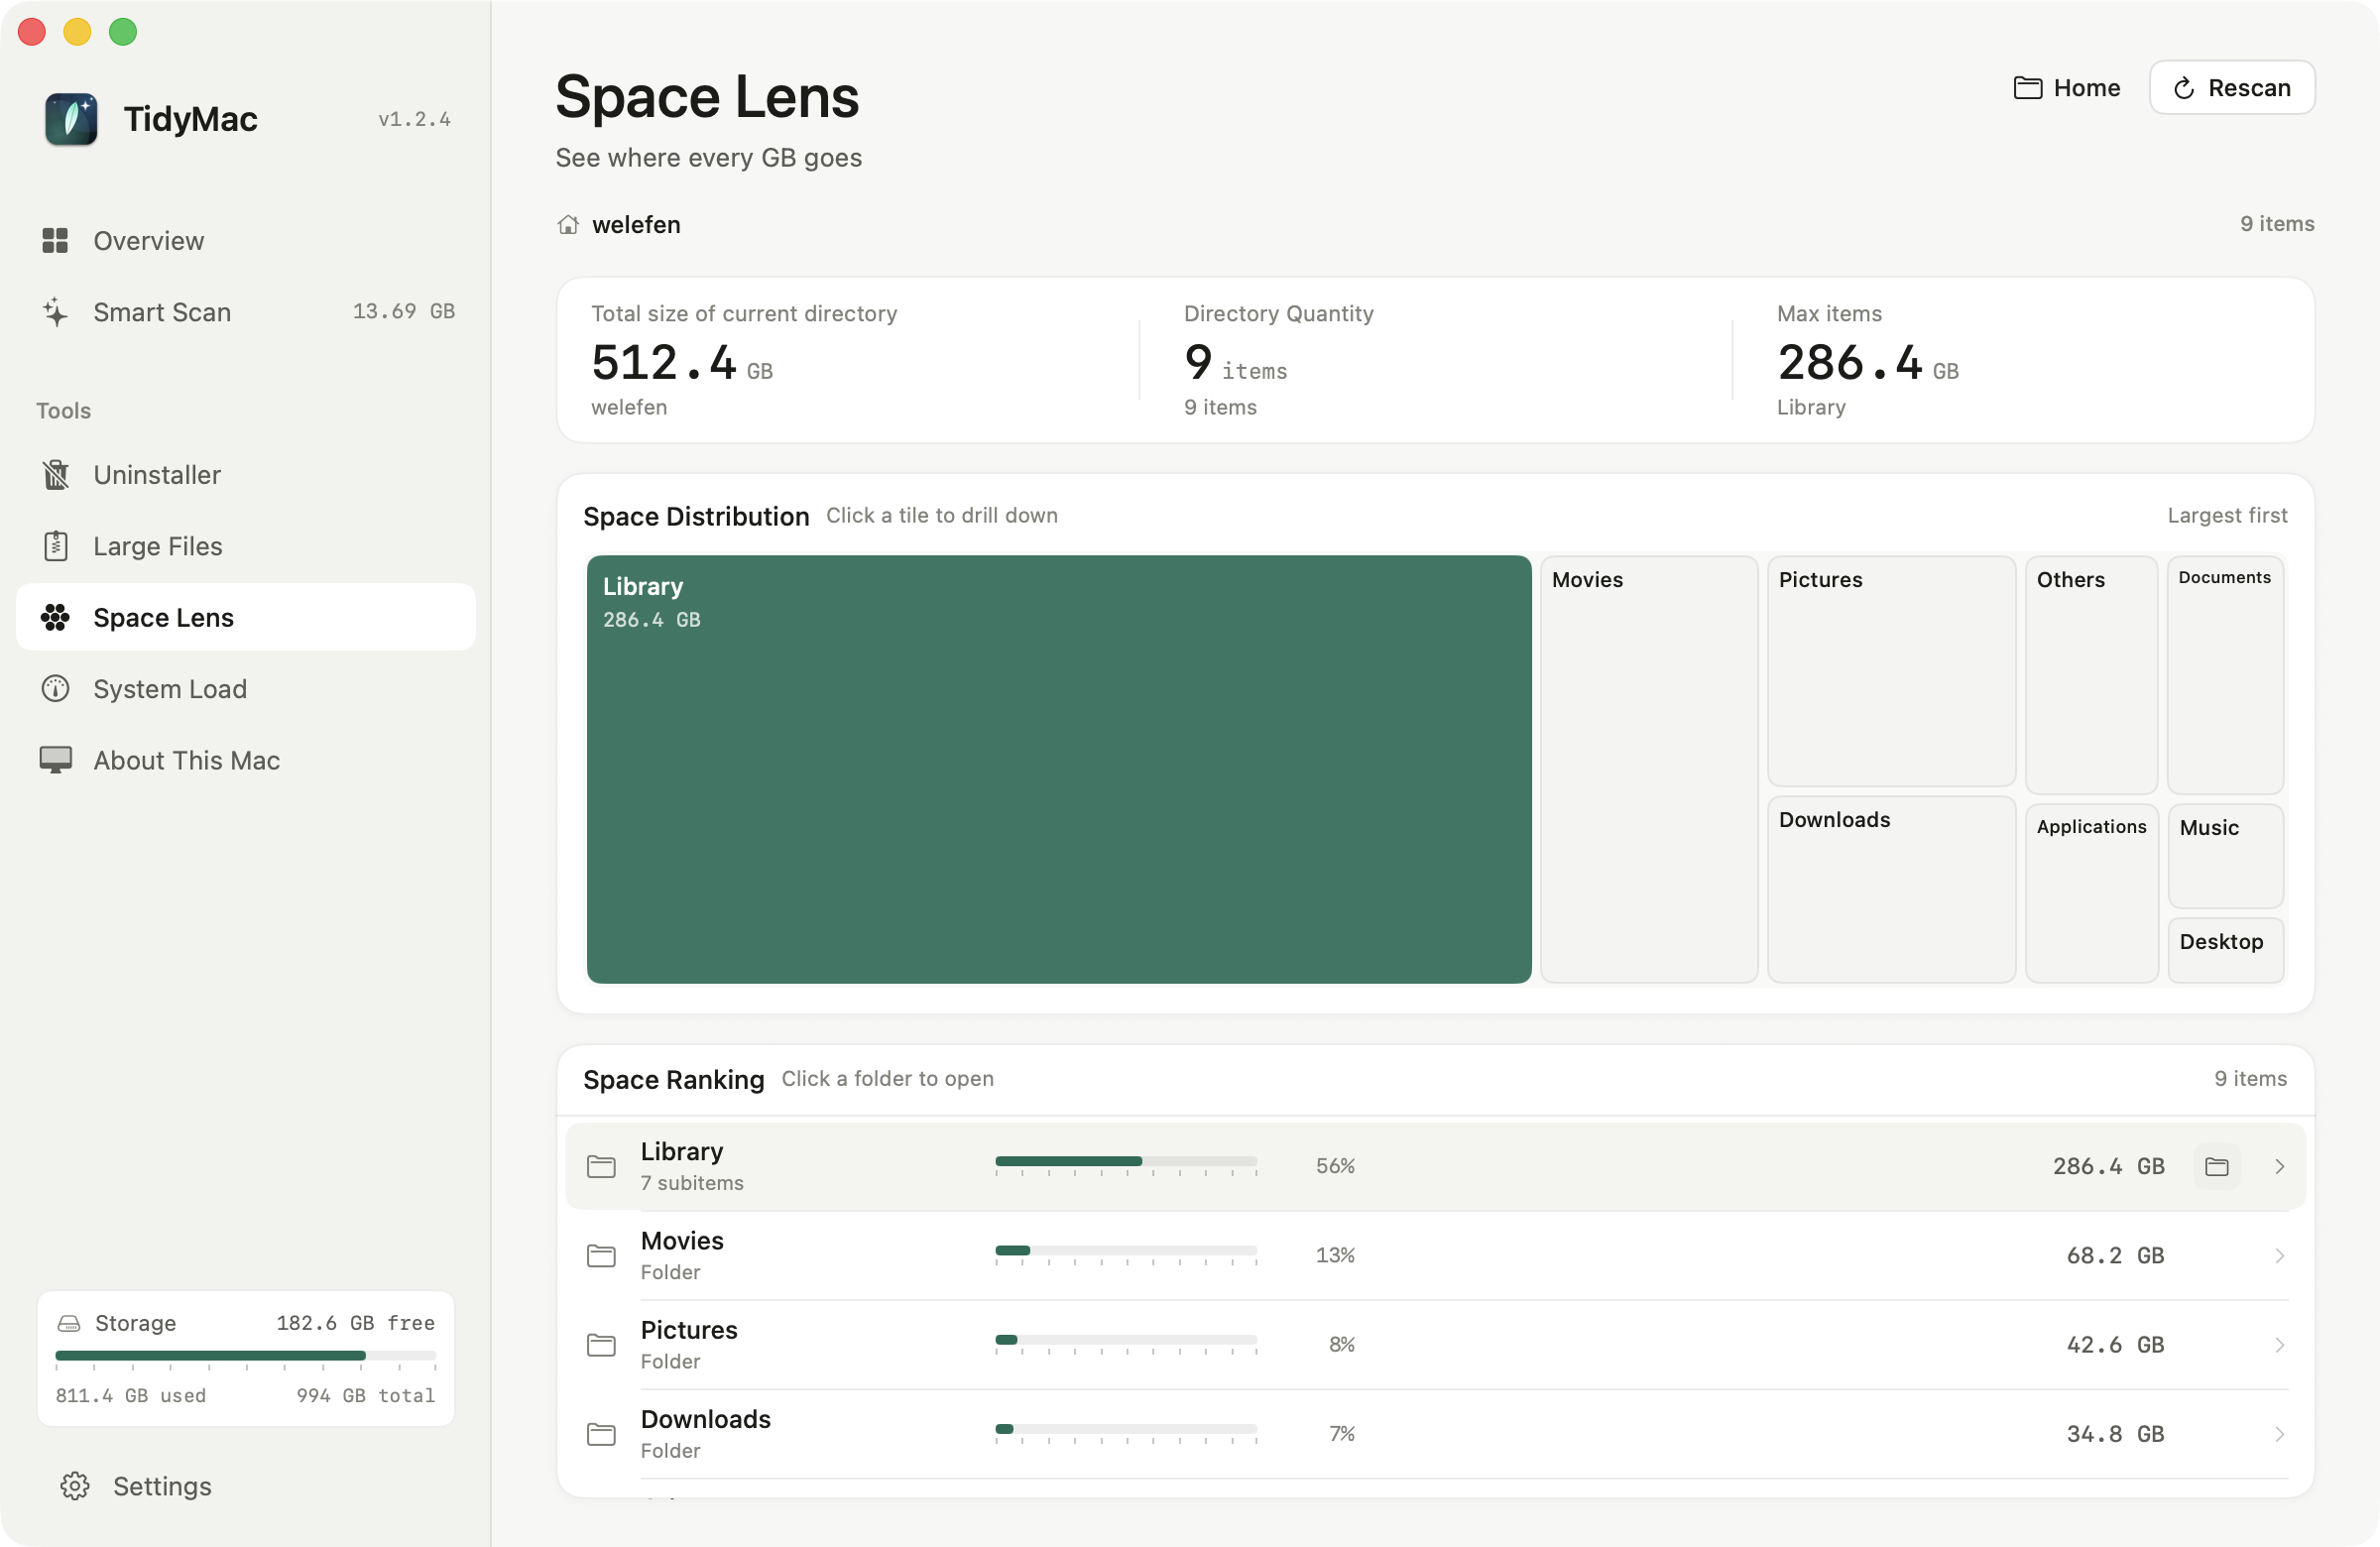 TidyMac v1.2.4
Overview
Smart Scan 13.69 GB
Tools
Uninstaller
Large Files
Space Lens
System Load
About This Mac
Storage 182.6 GB free
811.4 GB used 994 GB total
Settings
Space Lens
See where every GB goes
Home
Rescan
welefen
9 items
Total size of current directory
512.4 GB
welefen
Directory Quantity
9 items
9 items
Max items
286.4 GB
Library
Space Distribution Click a tile to drill down Largest first
Library
286.4 GB
Movies
Pictures
Downloads
Others
Applications
Documents
Music
Desktop
Space Ranking Click a folder to open 9 items
Library
7 subitems
56%
286.4 GB
Movies
Folder
13%
68.2 GB
Pictures
Folder
8%
42.6 GB
Downloads
Folder
7%
34.8 GB